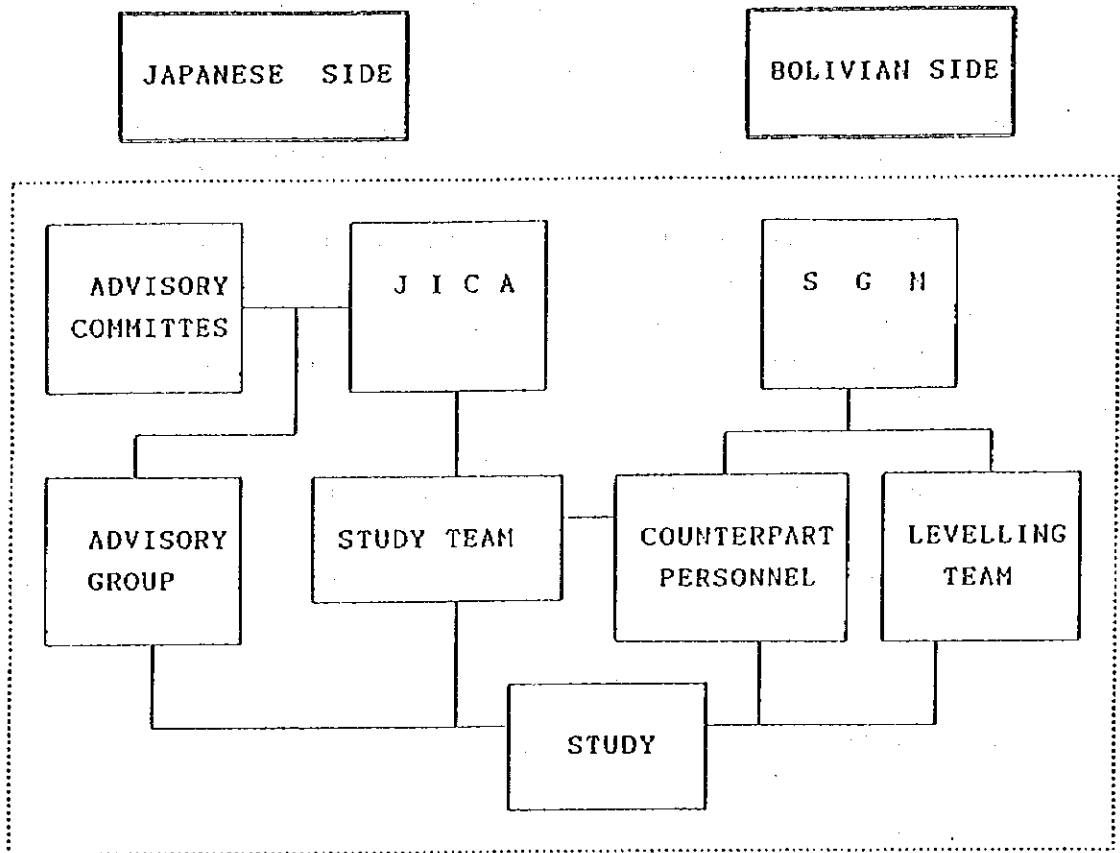 JAPANESE SIDE
BOLIVIAN SIDE
ADVISORY
COMMITTES
J I C A
S G M
ADVISORY
GROUP
STUDY TEAM
COUNTERPART
PERSONNEL
LEVELLING
TEAM
STUDY